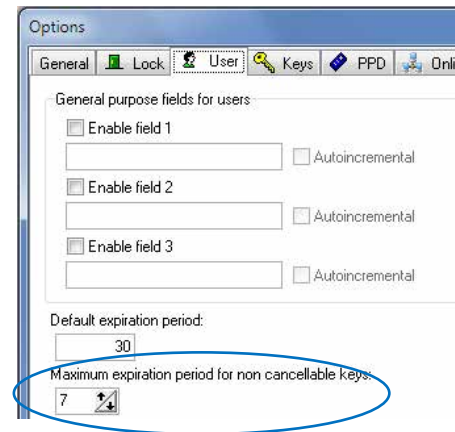 Options
General Lock User Keys PPD Onli
General purpose fields for users
Enable field 1
Autoincremental
Enable field 2
Autoincremental
Enable field 3
Autoincremental
Default expiration period:
30
Maximum expiration period for non cancellable keys:
7